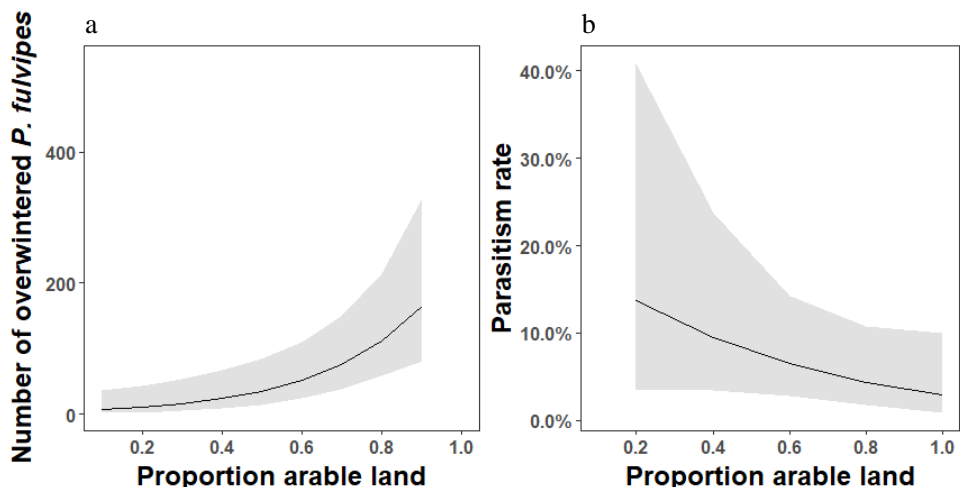 a
Number of overwintered P. fulvipes
400
200
0
0.2 0.4 0.6 0.8 1.0
Proportion arable land
b
Parasitism rate
40.0%
30.0%
20.0%
10.0%
0.0%
0.2 0.4 0.6 0.8 1.0
Proportion arable land